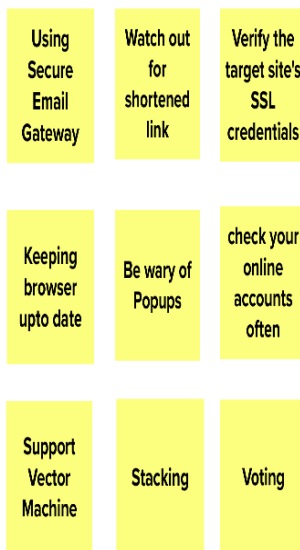 Using
Secure
Email
Gateway
Watch out
for
shortened
link
Verify the
target site's
SSL
credentials
Keeping
browser
upto date
Be wary of
Popups
check your
online
accounts
often
Support
Vector
Machine
Stacking
Voting